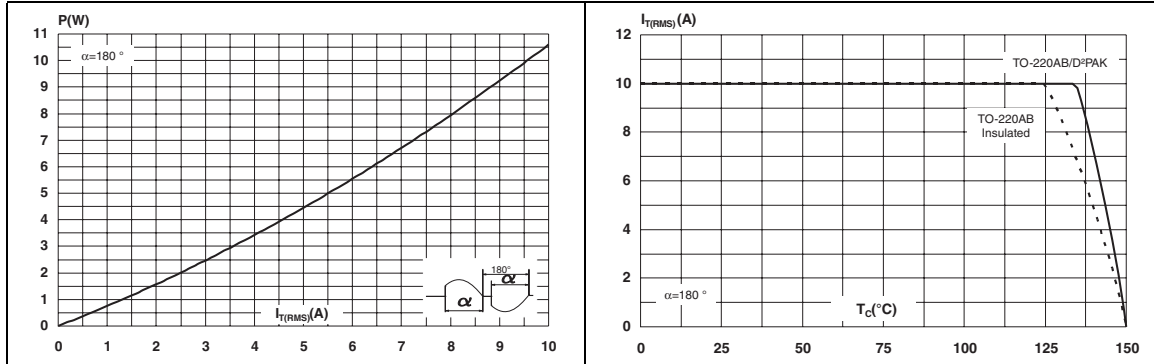 P(W)
11
10
9
8
7
6
5
4
3
2
1
0
α=180 °
180°
α
α
I_T(RMS)(A)
0 1 2 3 4 5 6 7 8 9 10
I_T(RMS)(A)
12
10
8
6
4
2
0
TO-220AB/D²PAK
TO-220AB
Insulated
α=180 °
T_C(°C)
0 25 50 75 100 125 150